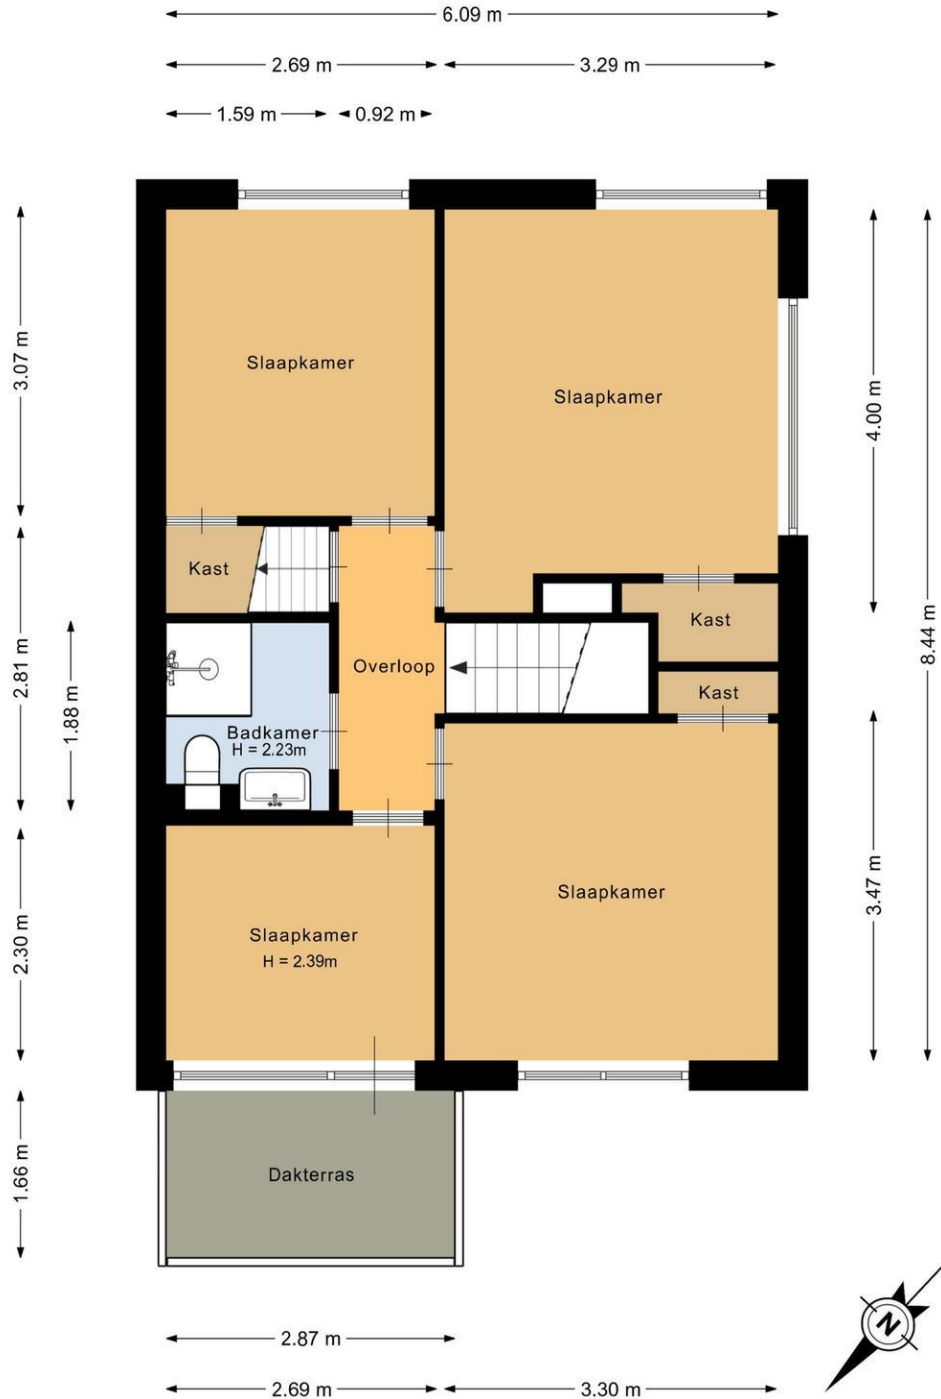 6.09 m
2.69 m
3.29 m
1.59 m
0.92 m
3.07 m
4.00 m
8.44 m
2.81 m
1.88 m
3.47 m
2.30 m
1.66 m
Slaapkamer
Slaapkamer
Kast
Kast
Overloop
Kast
Badkamer
H = 2.23m
Slaapkamer
Slaapkamer
H = 2.39m
Dakterras
N
2.87 m
2.69 m
3.30 m